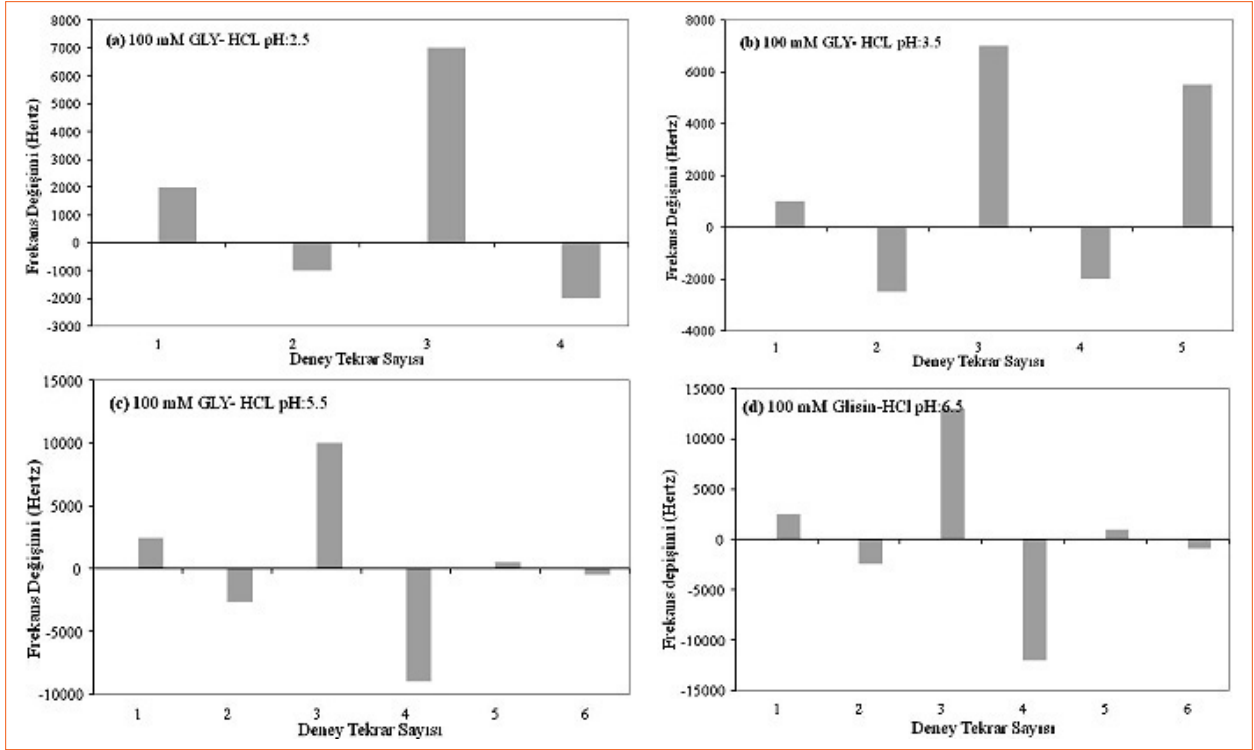 (a) 100 mM GLY- HCL pH:2.5
Frekans Değişimi (Hertz)
8000
7000
6000
5000
4000
3000
2000
1000
0
-1000
-2000
-3000
1 2 3 4
Deney Tekrar Sayısı
(b) 100 mM GLY- HCL pH:3.5
Frekans Değişimi (Hertz)
8000
6000
4000
2000
0
-2000
-4000
1 2 3 4 5
Deney Tekrar Sayısı
(c) 100 mM GLY- HCL pH:5.5
Frekans Değişimi (Hertz)
15000
10000
5000
0
-5000
-10000
1 2 3 4 5 6
Deney Tekrar Sayısı
(d) 100 mM Glisin-HCl pH:6.5
Frekans depişimi (Hertz)
15000
10000
5000
0
-5000
-10000
-15000
1 2 3 4 5 6
Deney Tekrar Sayısı